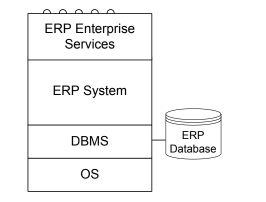 ERP Enterprise
Services
ERP System
DBMS
ERP
Database
OS